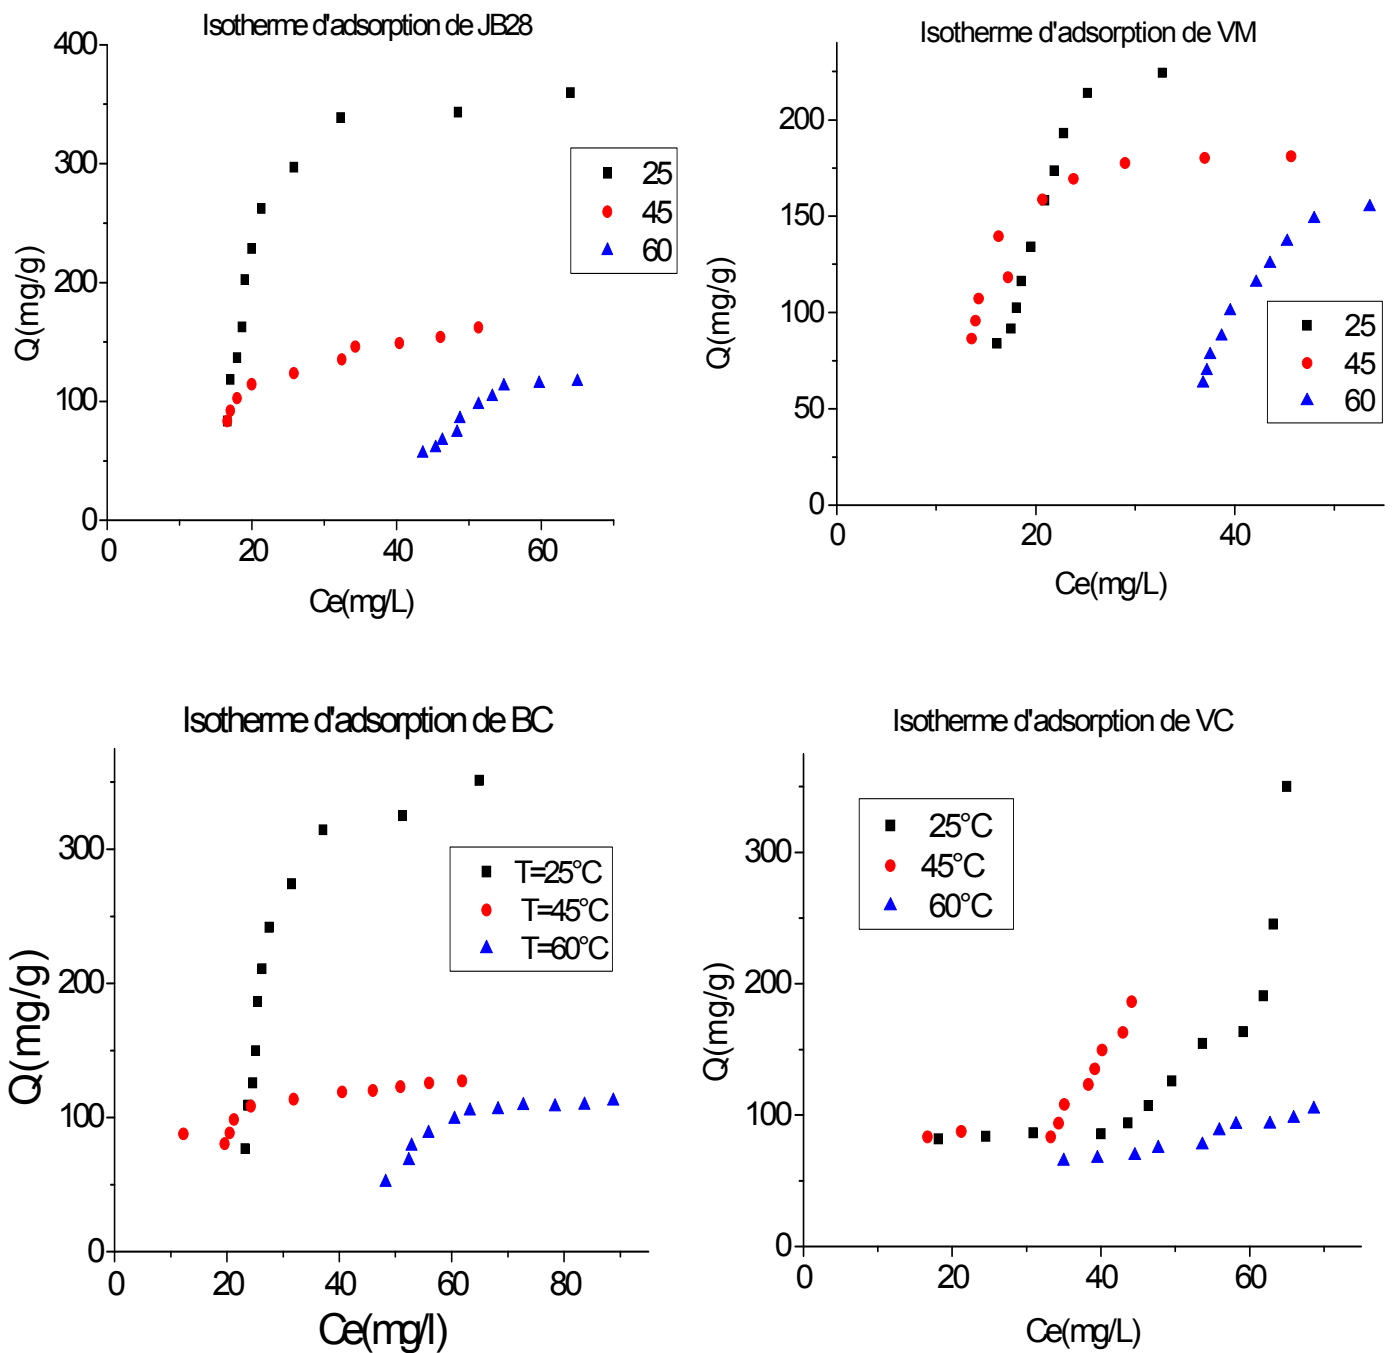 Isotherme d'adsorption de JB28
400
300
200
100
0
Q(mg/g)
0 20 40 60
Ce(mg/L)
25
45
60
Isotherme d'adsorption de VM
200
150
100
50
0
Q(mg/g)
0 20 40
Ce(mg/L)
25
45
60
Isotherme d'adsorption de BC
300
200
100
0
Q(mg/g)
0 20 40 60 80
Ce(mg/l)
T=25°C
T=45°C
T=60°C
Isotherme d'adsorption de VC
300
200
100
0
Q(mg/g)
0 20 40 60
Ce(mg/L)
25°C
45°C
60°C